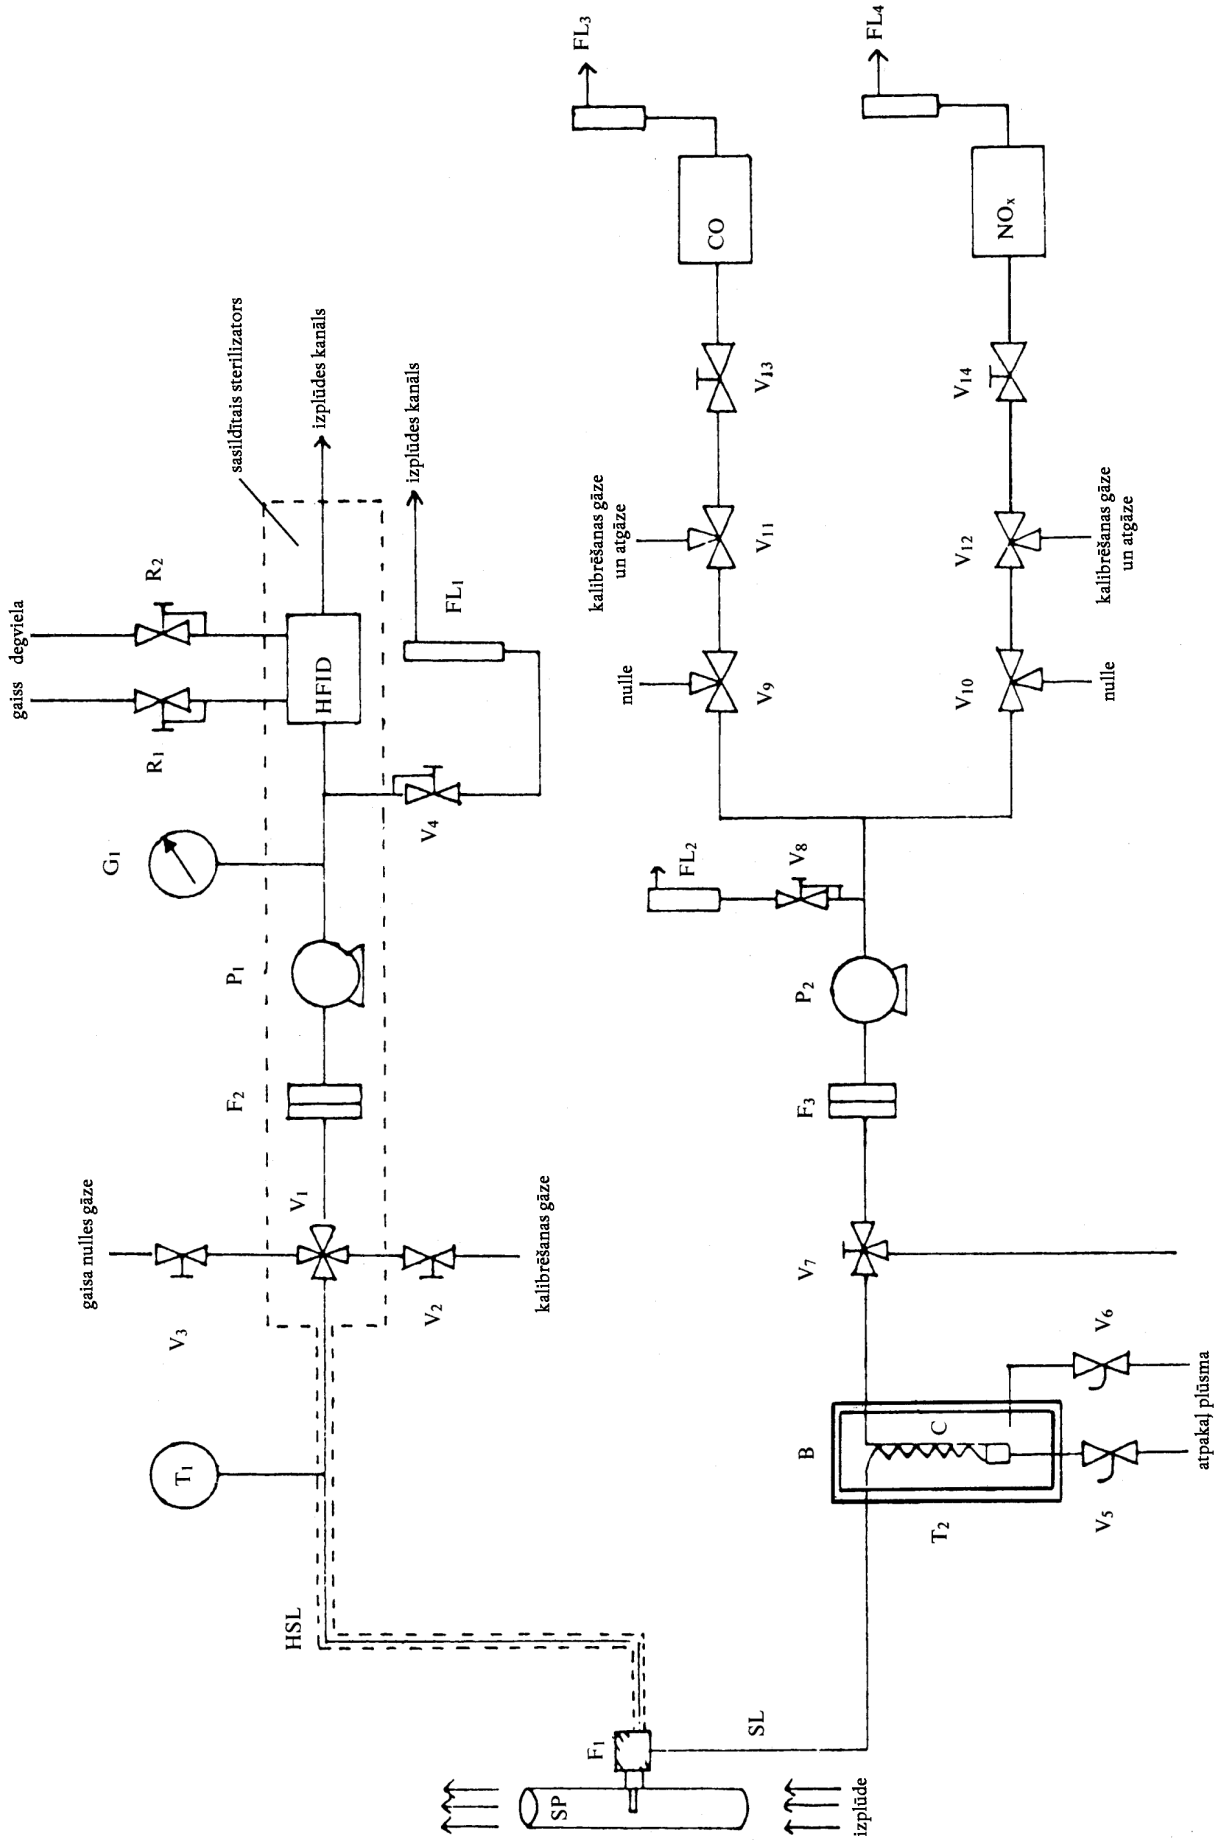 SP
izplūde
F1
SL
HSL
T1
V3
gaisa nulles gāze
V1
V2
kalibrēšanas gāze
F2
P1
G1
V4
FL1
izplūdes kanāls
R1
gaiss
R2
degviela
HFID
sasildītais sterilizators
izplūdes kanāls
B
C
T2
V5
V6
atpakaļ plūsma
V7
F3
P2
V8
FL2
V9
nulle
V11
kalibrēšanas gāze
un atgāze
V13
CO
FL3
V10
nulle
V12
kalibrēšanas gāze
un atgāze
V14
NOx
FL4